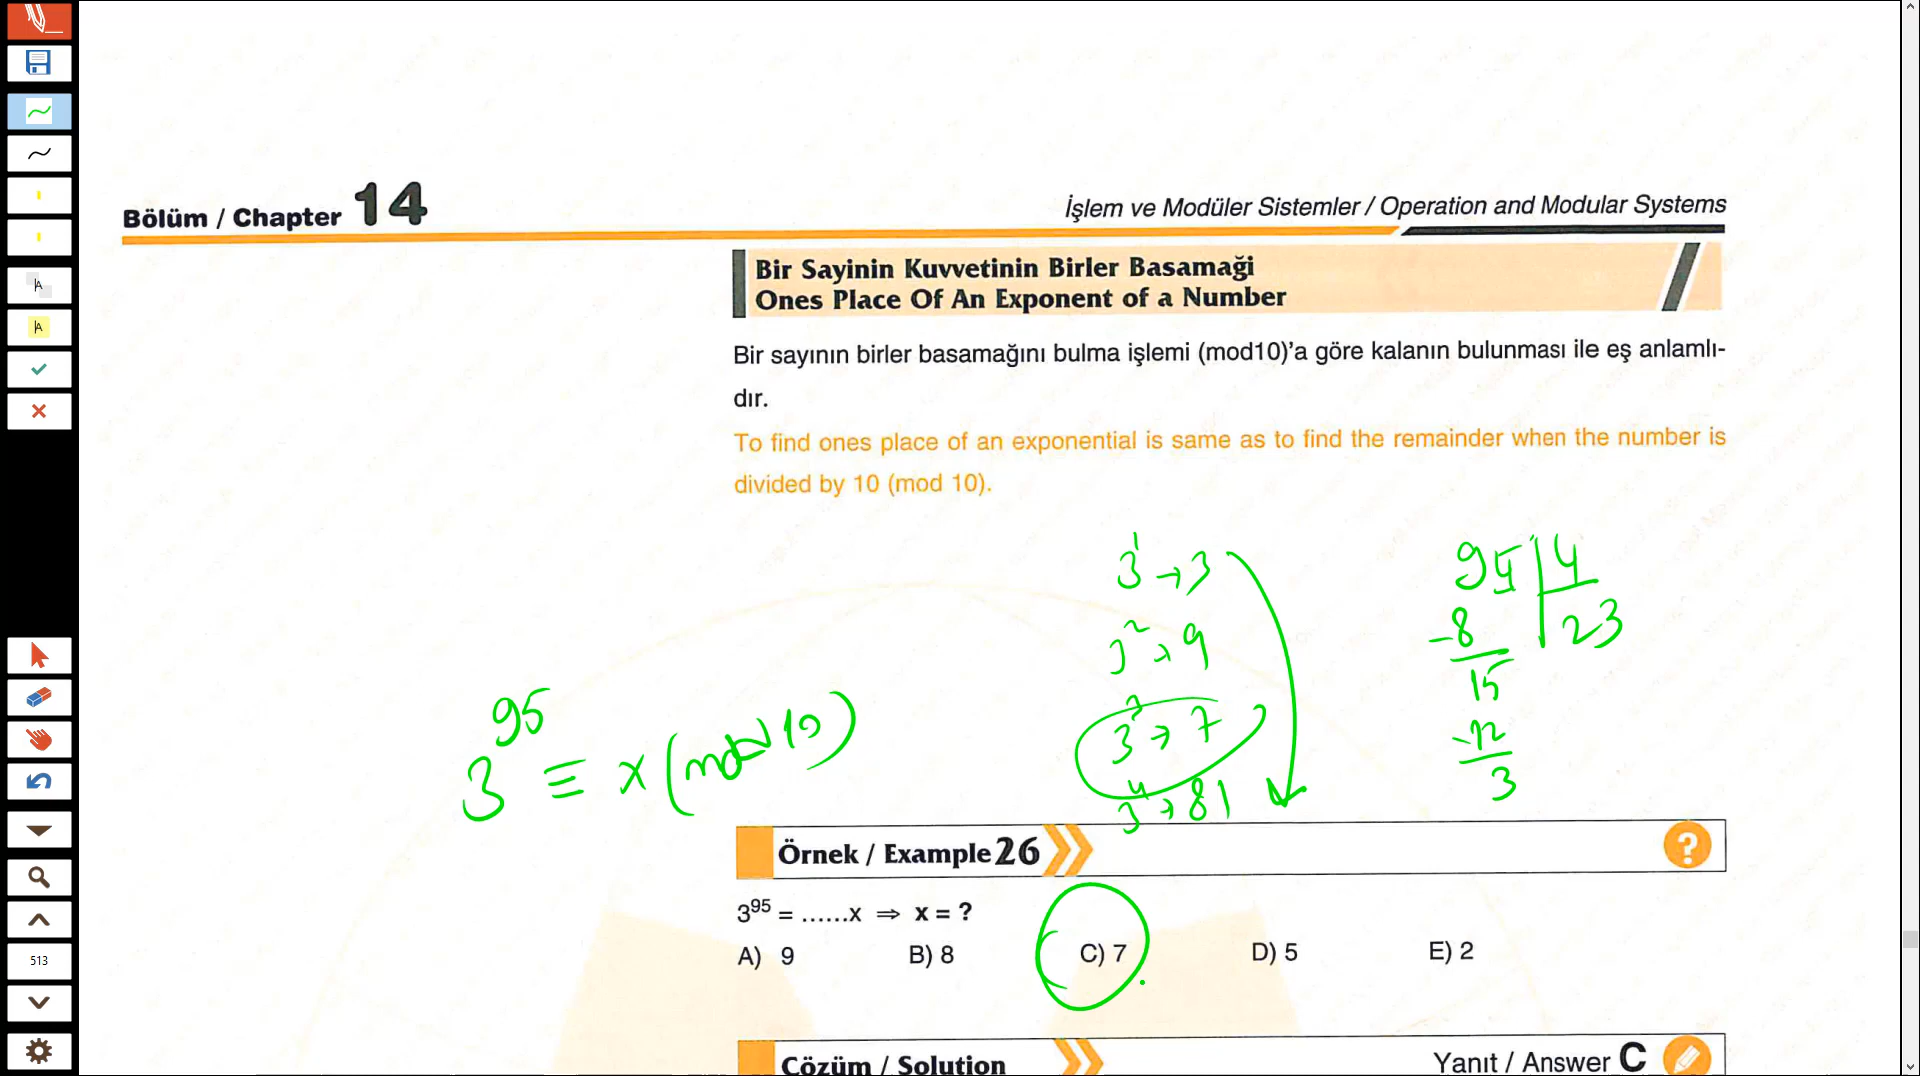 Bölüm / Chapter 14
İşlem ve Modüler Sistemler / Operation and Modular Systems
Bir Sayinin Kuvvetinin Birler Basamaği
Ones Place Of An Exponent of a Number
Bir sayının birler basamağını bulma işlemi (mod10)'a göre kalanın bulunması ile eş anlamlı-
dır.
To find ones place of an exponential is same as to find the remainder when the number is
divided by 10 (mod 10).
3¹ → 3
3² → 9
3³ → 7
3⁴ → 81
95 | 4
-8 | 23
15
-12
3
3⁹⁵ ≡ x (mod 10)
Örnek / Example 26
?
3⁹⁵ = ......x ⇒ x = ?
A) 9 B) 8 C) 7 D) 5 E) 2
Çözüm / Solution
Yanıt / Answer C
A
A
513